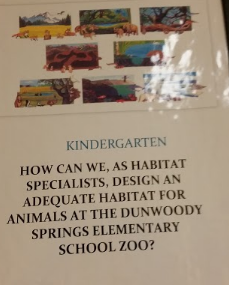 KINDERGARTEN
HOW CAN WE, AS HABITAT
SPECIALISTS, DESIGN AN
ADEQUATE HABITAT FOR
ANIMALS AT THE DUNWOODY
SPRINGS ELEMENTARY
SCHOOL ZOO?